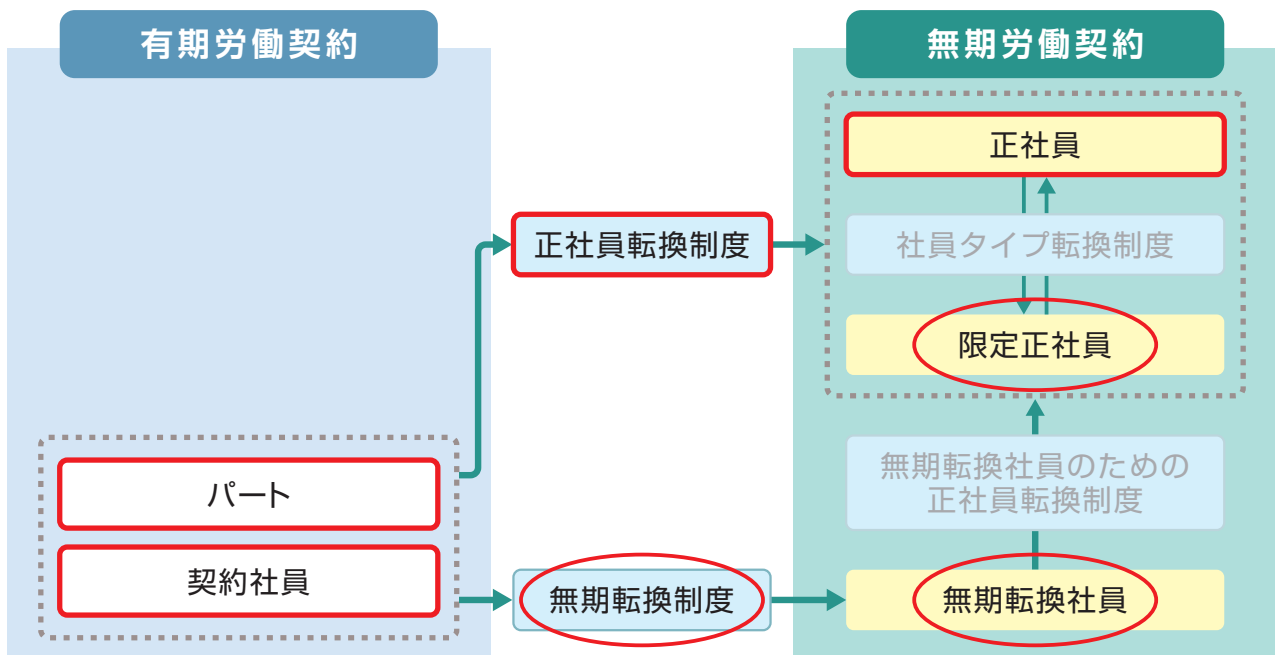 有期労働契約
無期労働契約
正社員
正社員転換制度
社員タイプ転換制度
限定正社員
パート
無期転換社員のための
正社員転換制度
契約社員
無期転換制度
無期転換社員